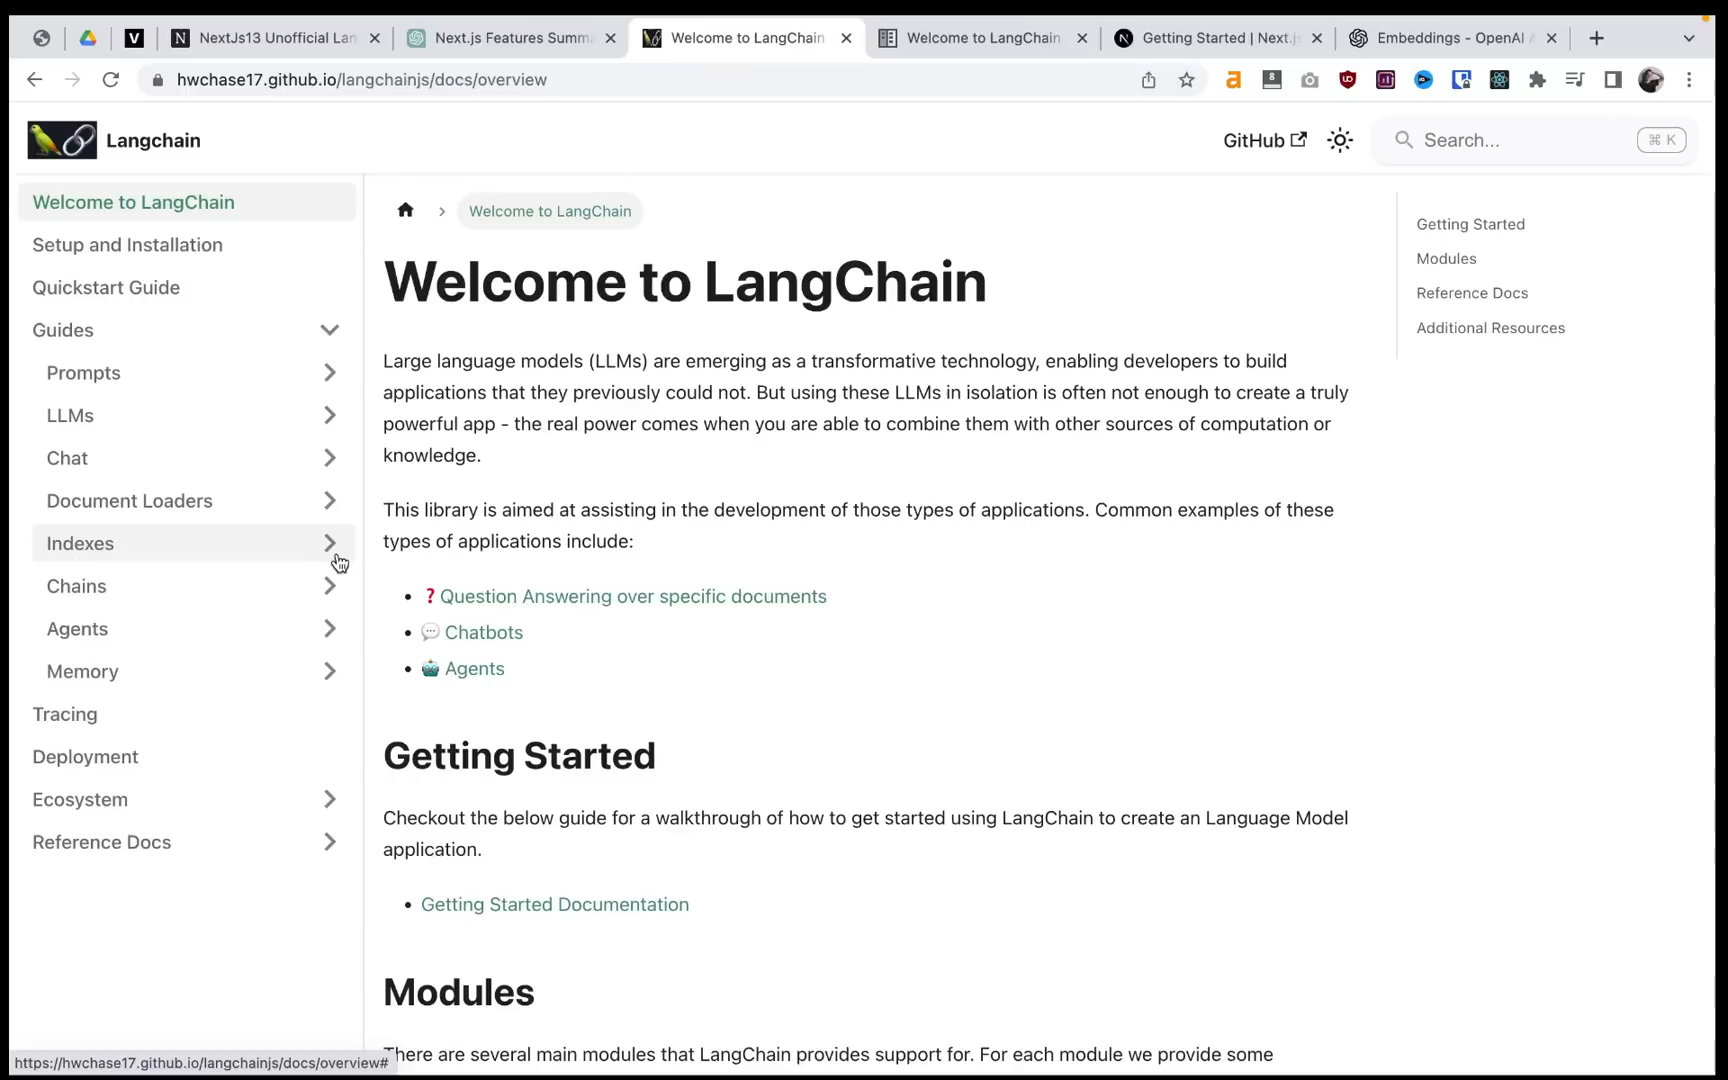 V
NextJs13 Unofficial Lan
Next.js Features Summa
Welcome to LangChain
Welcome to LangChain
Getting Started | Next.js
Embeddings - OpenAI A
hwchase17.github.io/langchainjs/docs/overview
Langchain
GitHub
Search...
⌘ K
Welcome to LangChain
Setup and Installation
Quickstart Guide
Guides
Prompts
LLMs
Chat
Document Loaders
Indexes
Chains
Agents
Memory
Tracing
Deployment
Ecosystem
Reference Docs
Welcome to LangChain
Welcome to LangChain
Large language models (LLMs) are emerging as a transformative technology, enabling developers to build
applications that they previously could not. But using these LLMs in isolation is often not enough to create a truly
powerful app - the real power comes when you are able to combine them with other sources of computation or
knowledge.
This library is aimed at assisting in the development of those types of applications. Common examples of these
types of applications include:
• ❓ Question Answering over specific documents
• 💬 Chatbots
• 🤖 Agents
Getting Started
Checkout the below guide for a walkthrough of how to get started using LangChain to create an Language Model
application.
• Getting Started Documentation
Modules
There are several main modules that LangChain provides support for. For each module we provide some
Getting Started
Modules
Reference Docs
Additional Resources
https://hwchase17.github.io/langchainjs/docs/overview#